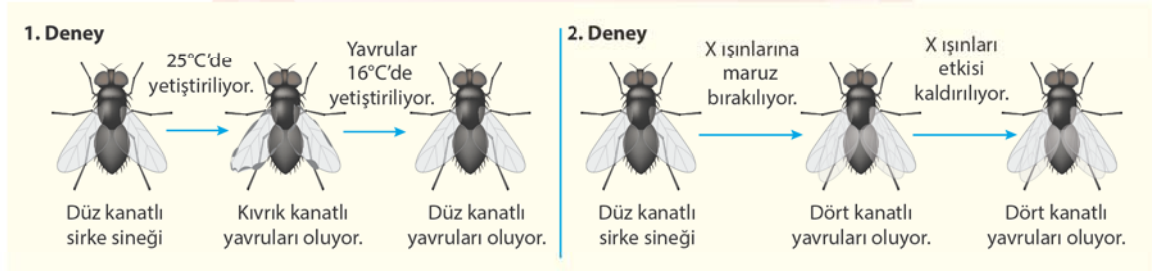 1. Deney
25°C'de
yetiştiriliyor.
Yavrular
16°C'de
yetiştiriliyor.
Düz kanatlı
sirke sineği
Kıvrık kanatlı
yavruları oluyor.
Düz kanatlı
yavruları oluyor.
2. Deney
X ışınlarına
maruz
bırakılıyor.
X ışınları
etkisi
kaldırılıyor.
Düz kanatlı
sirke sineği
Dört kanatlı
yavruları oluyor.
Dört kanatlı
yavruları oluyor.